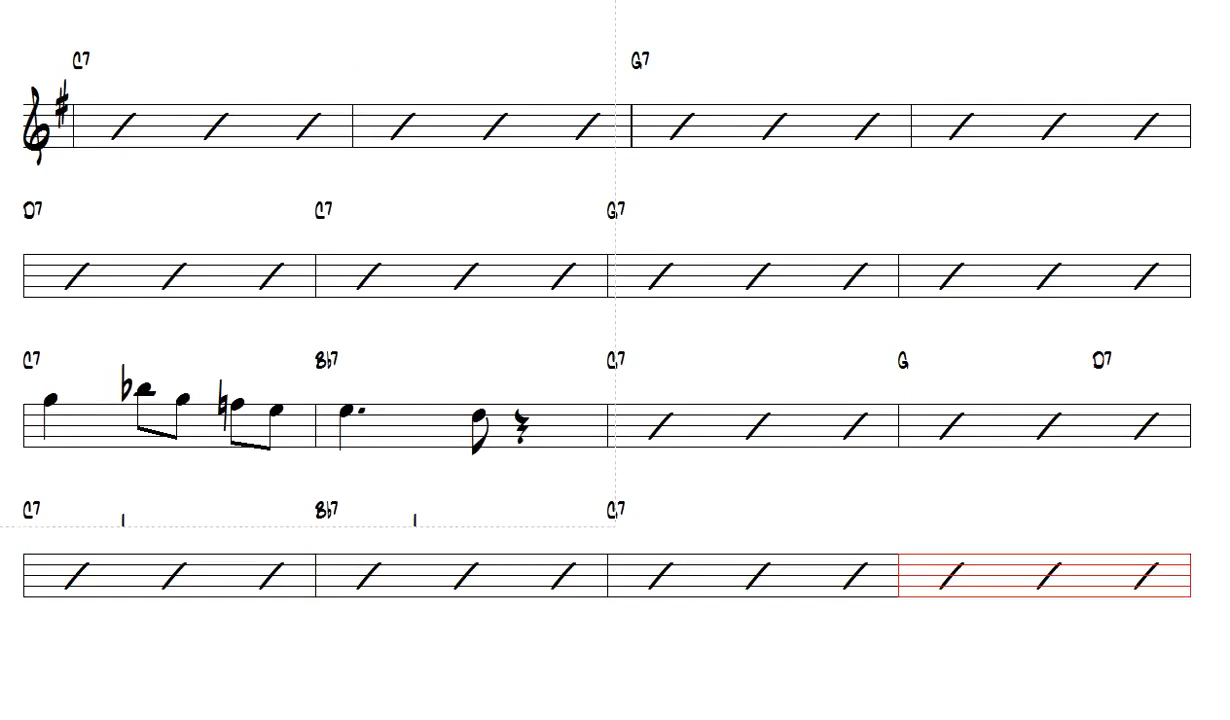 C7 G7
D7 C7 G7
C7 B♭7 C7 G D7
C7 B♭7 C7